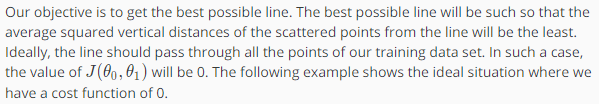 Our objective is to get the best possible line. The best possible line will be such so that the
average squared vertical distances of the scattered points from the line will be the least.
Ideally, the line should pass through all the points of our training data set. In such a case,
the value of J(θ₀, θ₁) will be 0. The following example shows the ideal situation where we
have a cost function of 0.